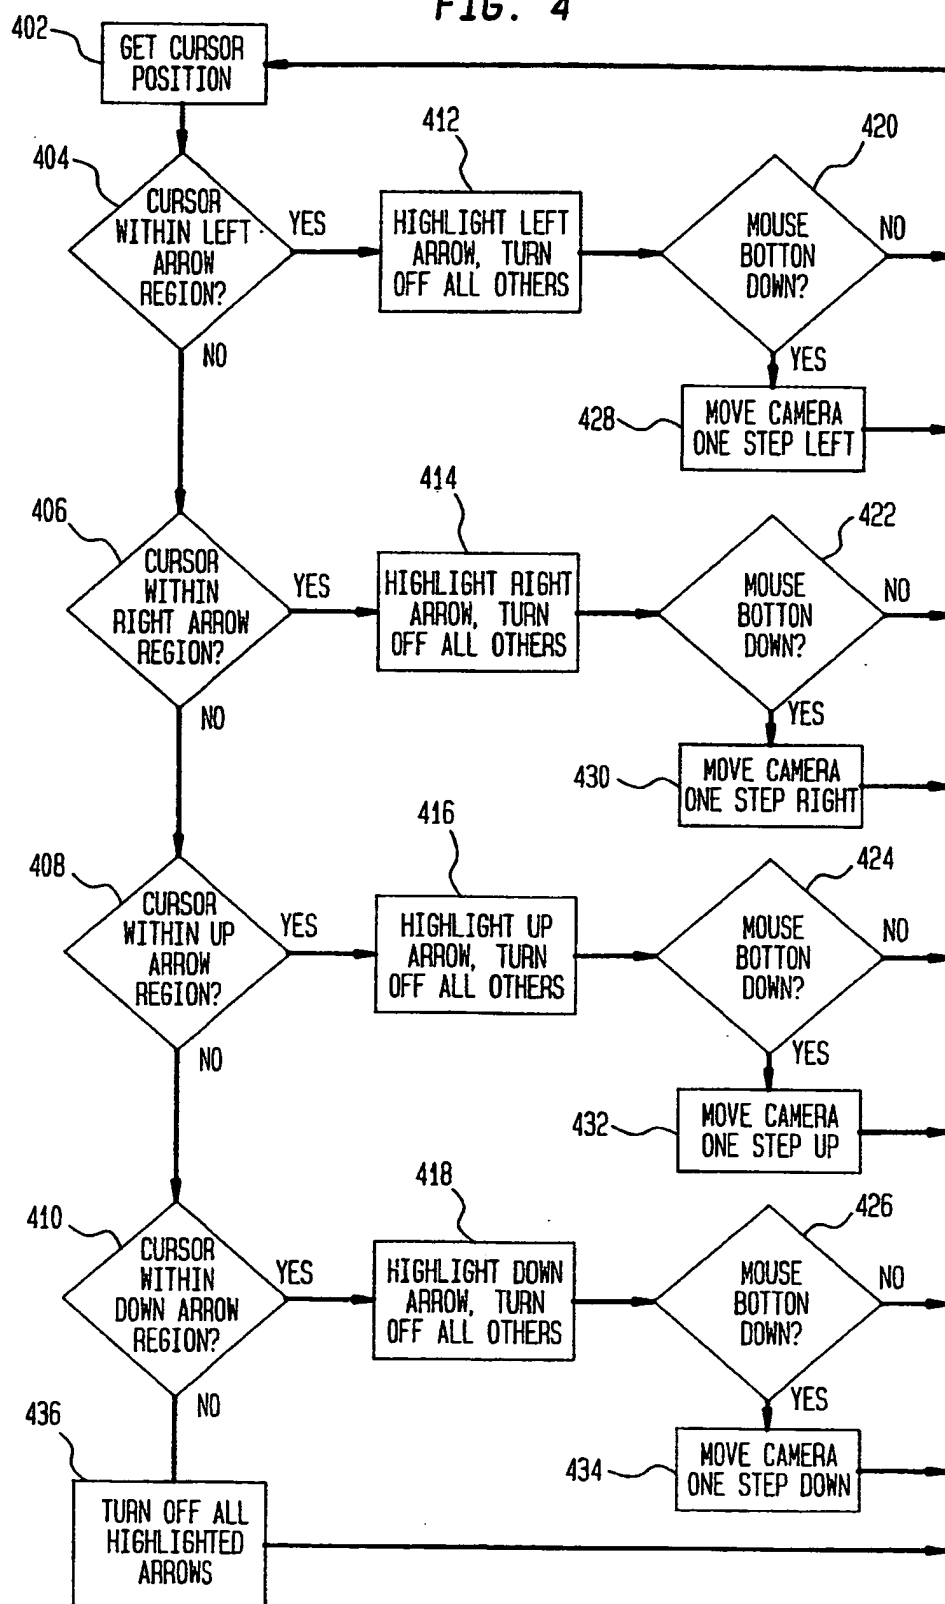 FIG. 4
402
GET CURSOR
POSITION
404
CURSOR
WITHIN LEFT
ARROW
REGION?
YES
NO
412
HIGHLIGHT LEFT
ARROW, TURN
OFF ALL OTHERS
420
MOUSE
BOTTON
DOWN?
NO
YES
428
MOVE CAMERA
ONE STEP LEFT
406
CURSOR
WITHIN
RIGHT ARROW
REGION?
YES
NO
414
HIGHLIGHT RIGHT
ARROW, TURN
OFF ALL OTHERS
422
MOUSE
BOTTON
DOWN?
NO
YES
430
MOVE CAMERA
ONE STEP RIGHT
408
CURSOR
WITHIN UP
ARROW
REGION?
YES
NO
416
HIGHLIGHT UP
ARROW, TURN
OFF ALL OTHERS
424
MOUSE
BOTTON
DOWN?
NO
YES
432
MOVE CAMERA
ONE STEP UP
410
CURSOR
WITHIN
DOWN ARROW
REGION?
YES
NO
418
HIGHLIGHT DOWN
ARROW, TURN
OFF ALL OTHERS
426
MOUSE
BOTTON
DOWN?
NO
YES
434
MOVE CAMERA
ONE STEP DOWN
436
TURN OFF ALL
HIGHLIGHTED
ARROWS